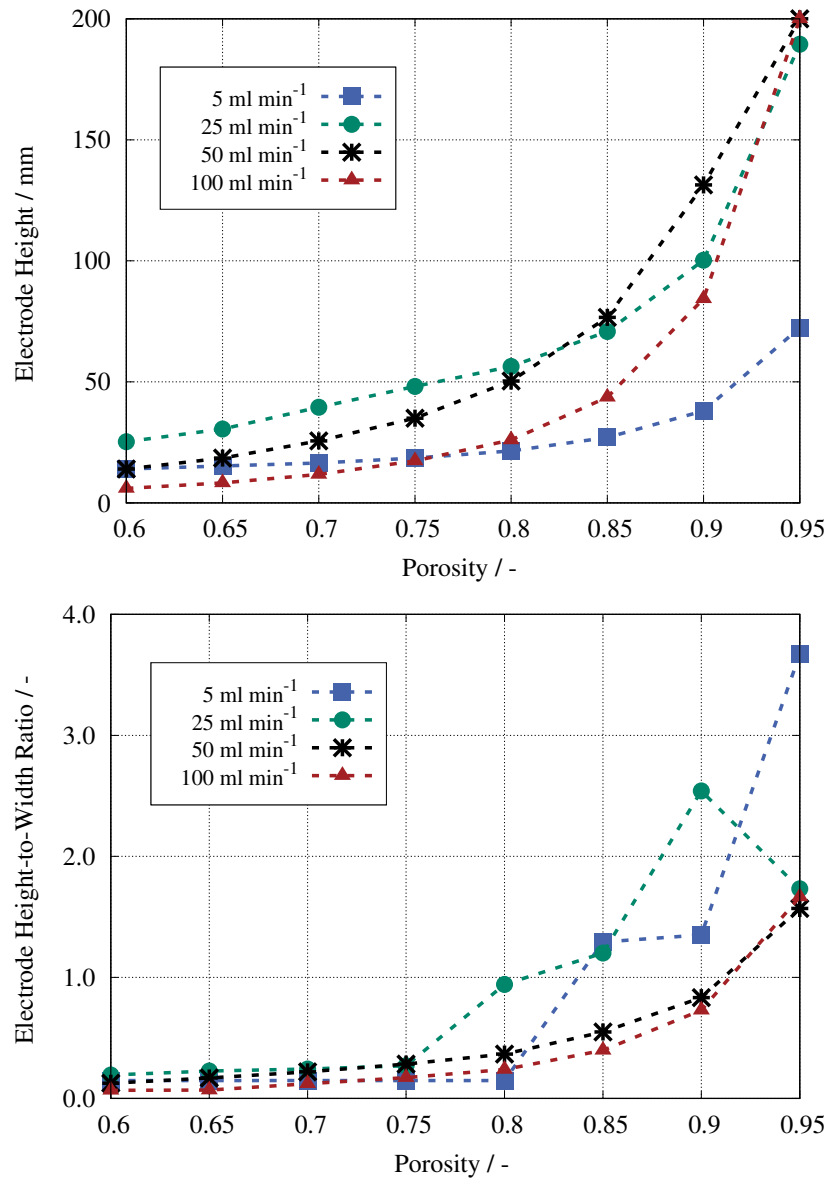 200
150
100
50
0
Electrode Height / mm
5 ml min⁻¹
25 ml min⁻¹
50 ml min⁻¹
100 ml min⁻¹
0.6 0.65 0.7 0.75 0.8 0.85 0.9 0.95
Porosity / -
4.0
3.0
2.0
1.0
0.0
Electrode Height-to-Width Ratio / -
5 ml min⁻¹
25 ml min⁻¹
50 ml min⁻¹
100 ml min⁻¹
0.6 0.65 0.7 0.75 0.8 0.85 0.9 0.95
Porosity / -